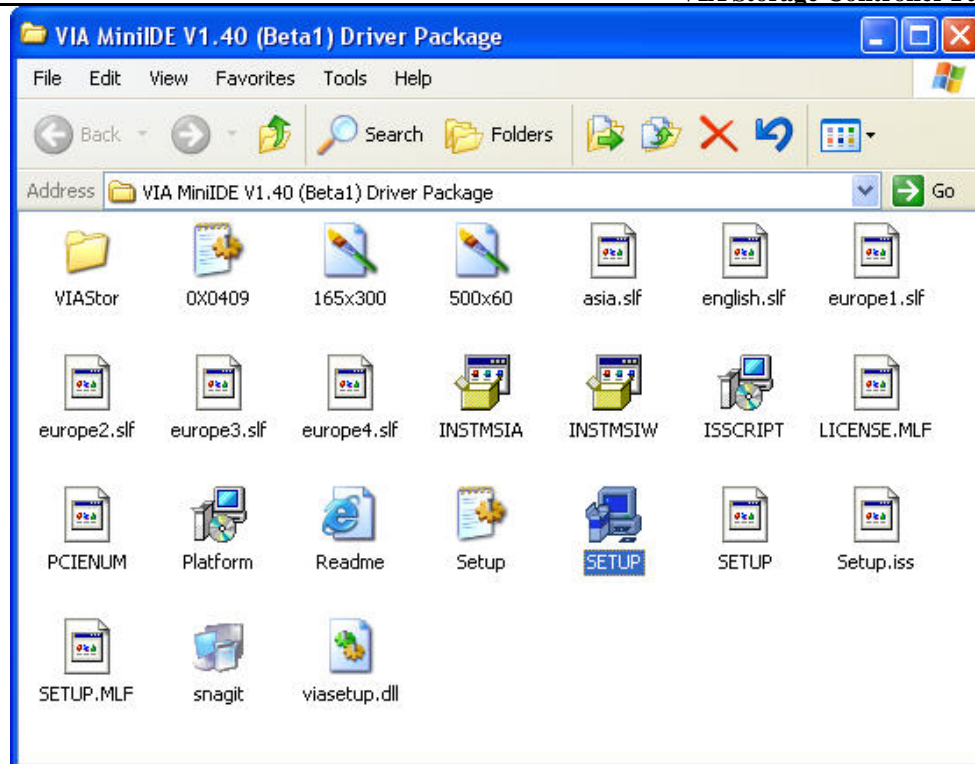 VIA MiniIDE V1.40 (Beta1) Driver Package
File Edit View Favorites Tools Help
Back Search Folders
Address VIA MiniIDE V1.40 (Beta1) Driver Package Go
VIAStor 0X0409 165x300 500x60 asia.slf english.slf europe1.slf
europe2.slf europe3.slf europe4.slf INSTMSIA INSTMSIW ISSCRIPT LICENSE.MLF
PCIENUM Platform Readme Setup SETUP SETUP Setup.iss
SETUP.MLF snagit viasetup.dll